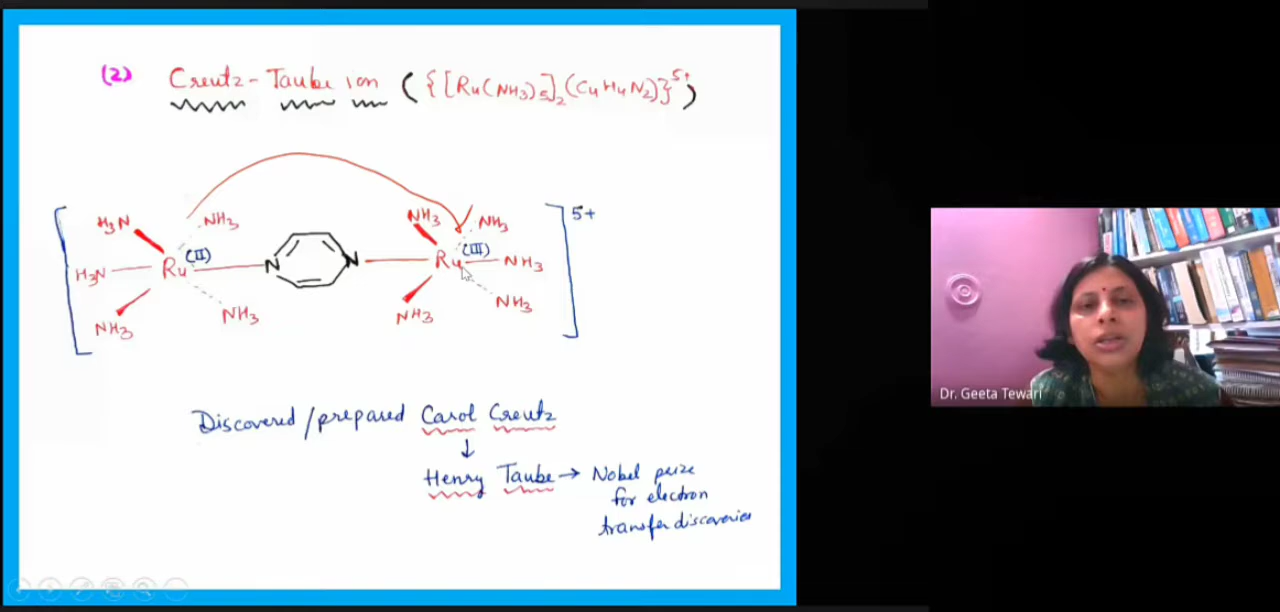 (2) Creutz-Taube ion ({[Ru(NH3)5]2(C4H4N2)}5+)
H3N NH3 NH3 NH3 5+
(II) (III)
H3N Ru N N Ru NH3
NH3 NH3 NH3 NH3
Discovered/prepared Carol Creutz
↓
Henry Taube → Nobel prize
for electron
transfer discoveries
Dr. Geeta Tewari